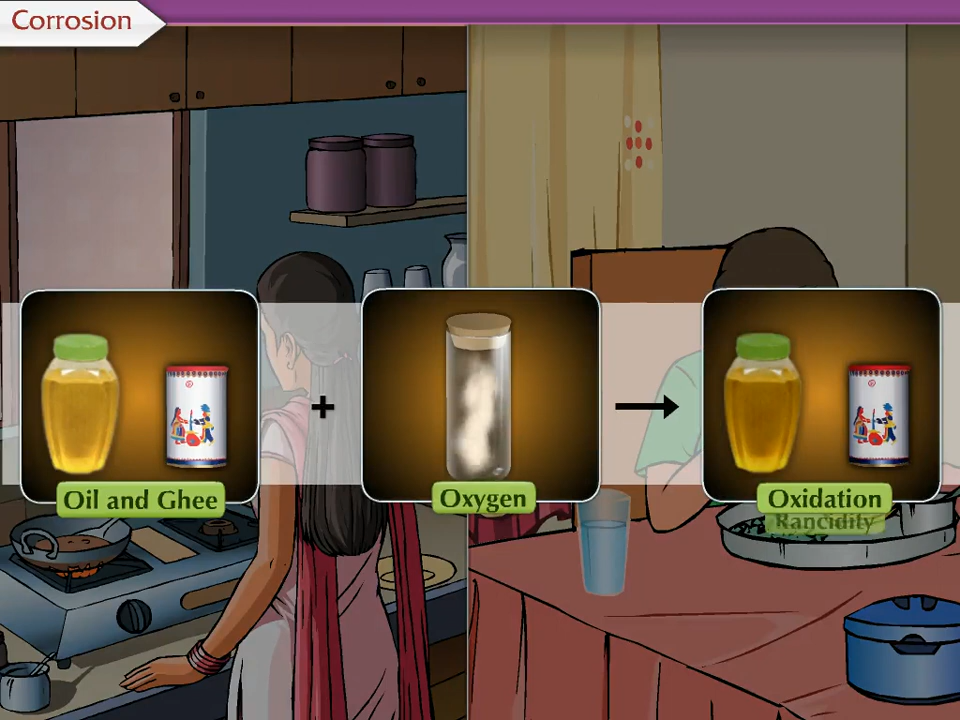 Corrosion
Oil and Ghee
Oxygen
Oxidation
Rancidity